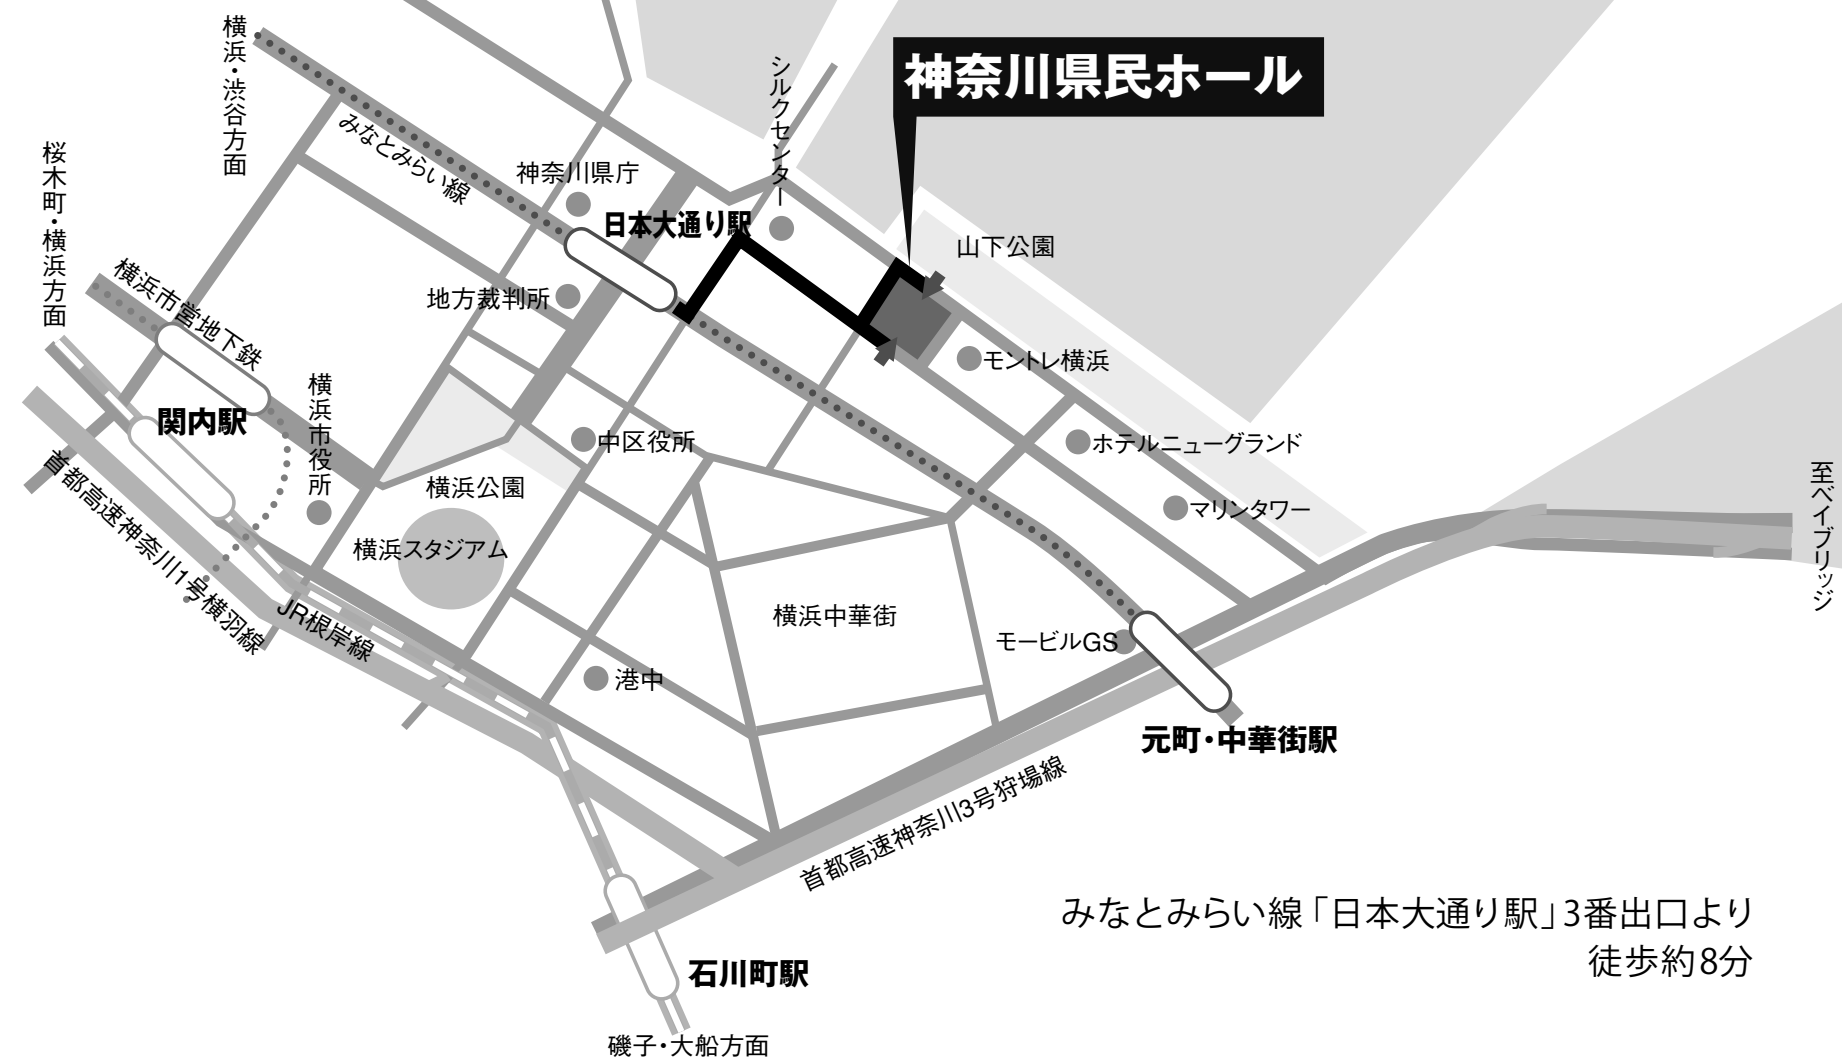 横浜・渋谷方面
シルクセンター
神奈川県民ホール
桜木町・横浜方面
みなとみらい線
神奈川県庁
日本大通り駅
山下公園
横浜市営地下鉄
地方裁判所
モントレ横浜
関内駅
横浜市役所
中区役所
ホテルニューグランド
首都高速神奈川1号横羽線
横浜公園
マリンタワー
至ベイブリッジ
横浜スタジアム
JR根岸線
横浜中華街
モービルGS
港中
元町・中華街駅
首都高速神奈川3号狩場線
みなとみらい線「日本大通り駅」3番出口より
徒歩約8分
石川町駅
磯子・大船方面